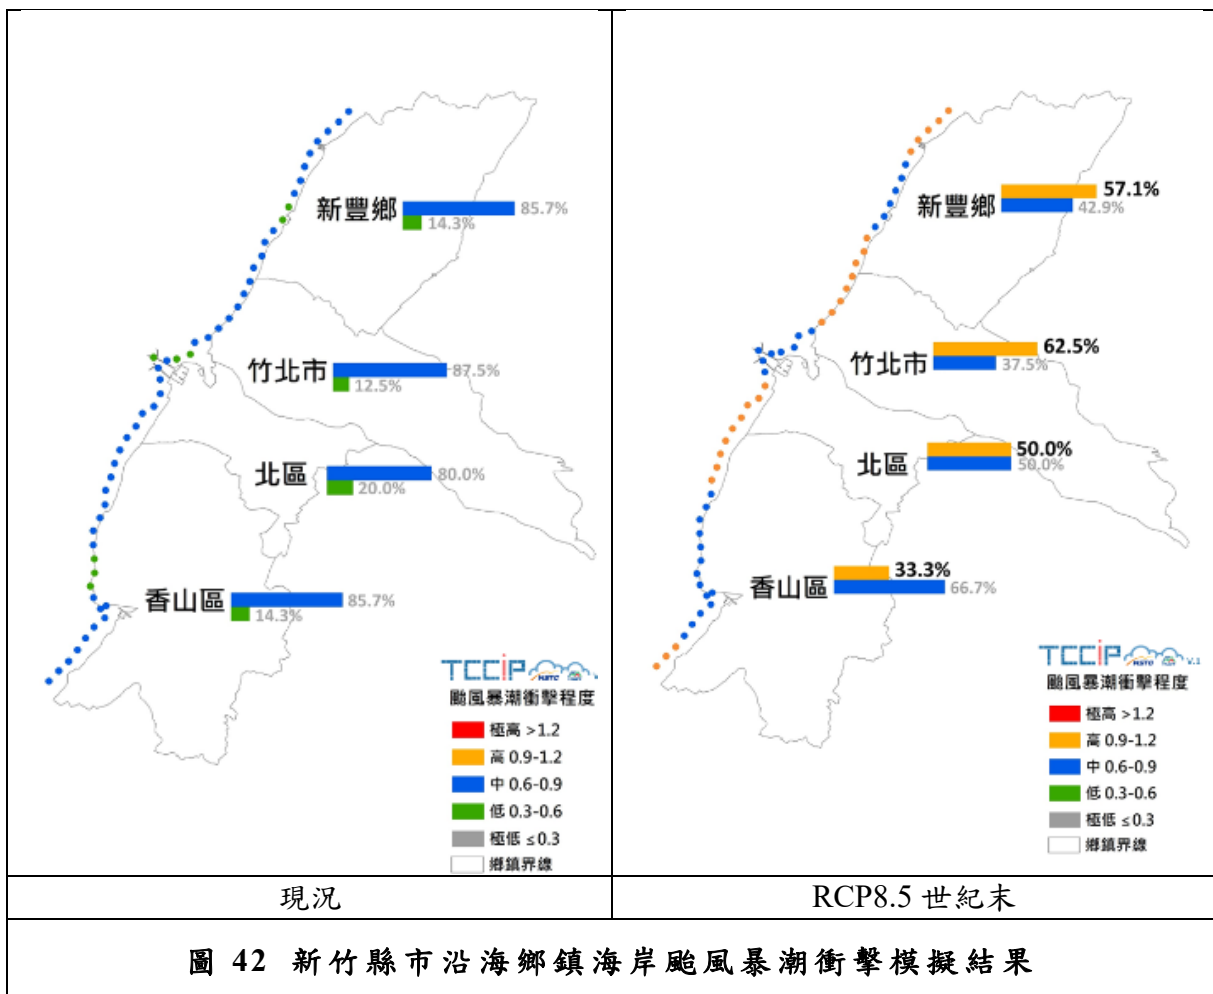 新豐鄉
85.7%
14.3%
竹北市
87.5%
12.5%
北區
80.0%
20.0%
香山區
85.7%
14.3%
TCCiP
NSTC
颱風暴潮衝擊程度
極高 >1.2
高 0.9-1.2
中 0.6-0.9
低 0.3-0.6
極低 ≤0.3
鄉鎮界線
現況
新豐鄉
57.1%
42.9%
竹北市
62.5%
37.5%
北區
50.0%
50.0%
香山區
33.3%
66.7%
TCCiP
NSTC
V.1
颱風暴潮衝擊程度
極高 >1.2
高 0.9-1.2
中 0.6-0.9
低 0.3-0.6
極低 ≤0.3
鄉鎮界線
RCP8.5 世紀末
圖 42 新竹縣市沿海鄉鎮海岸颱風暴潮衝擊模擬結果